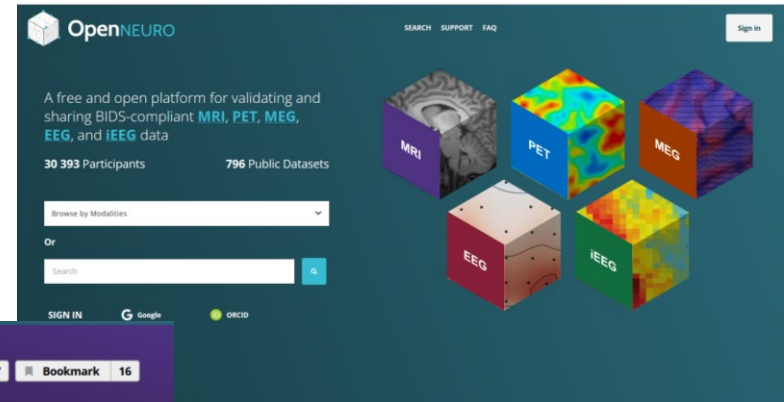 OpenNEURO
SEARCH SUPPORT FAQ
Sign in
A free and open platform for validating and
sharing BIDS-compliant MRI, PET, MEG,
EEG, and iEEG data
30 393 Participants 796 Public Datasets
Browse by Modalities
Or
Search
SIGN IN Google ORCID
MRI
PET
MEG
EEG
iEEG
Bookmark 16